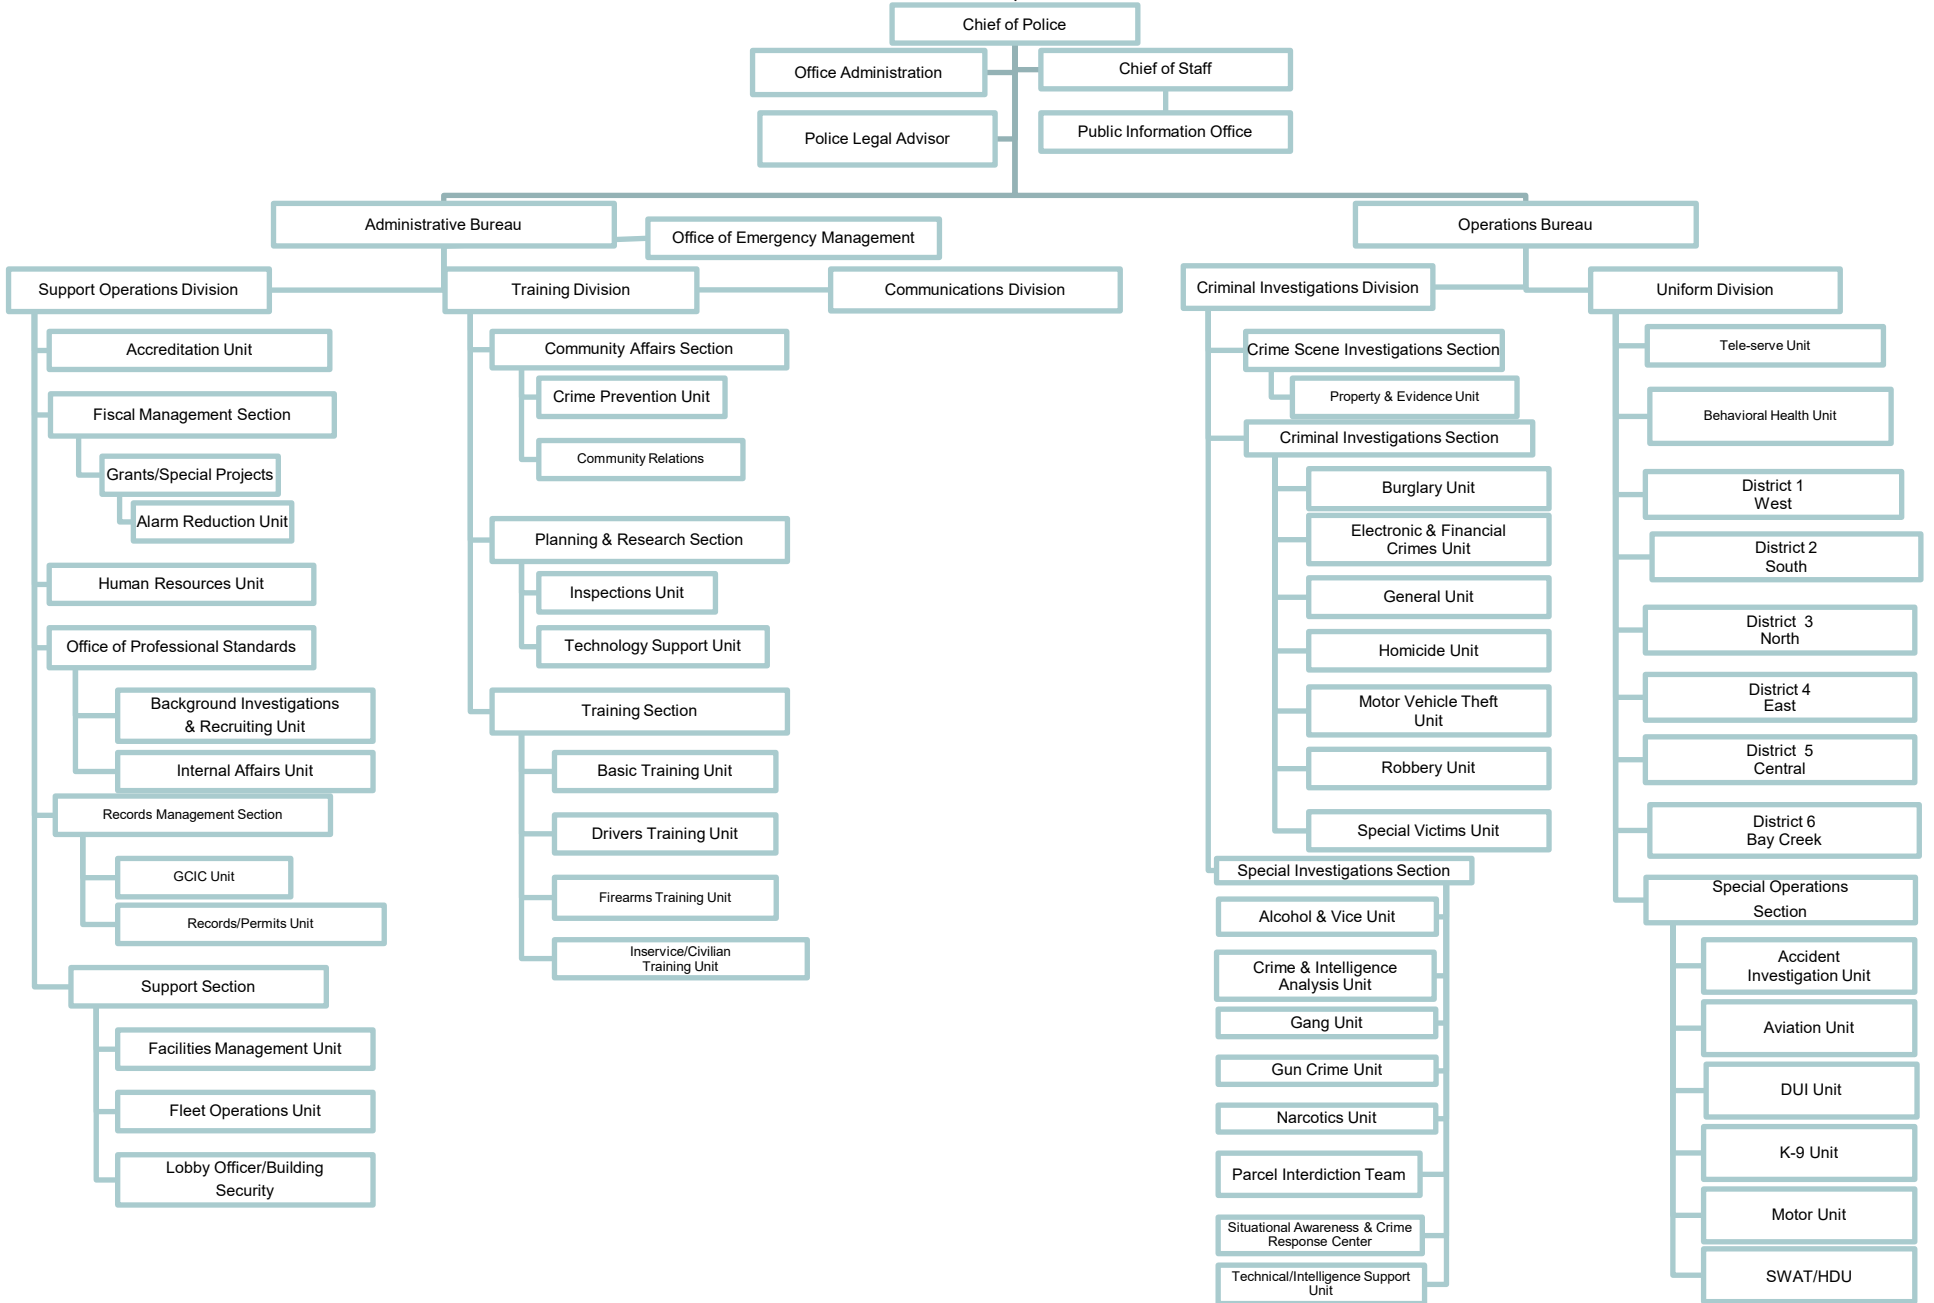 Chief of Police
Office Administration
Chief of Staff
Police Legal Advisor
Public Information Office
Administrative Bureau
Office of Emergency Management
Operations Bureau
Support Operations Division
Training Division
Communications Division
Criminal Investigations Division
Uniform Division
Accreditation Unit
Fiscal Management Section
Grants/Special Projects
Alarm Reduction Unit
Human Resources Unit
Office of Professional Standards
Background Investigations
& Recruiting Unit
Internal Affairs Unit
Records Management Section
GCIC Unit
Records/Permits Unit
Support Section
Facilities Management Unit
Fleet Operations Unit
Lobby Officer/Building
Security
Community Affairs Section
Crime Prevention Unit
Community Relations
Planning & Research Section
Inspections Unit
Technology Support Unit
Training Section
Basic Training Unit
Drivers Training Unit
Firearms Training Unit
Inservice/Civilian
Training Unit
Crime Scene Investigations Section
Property & Evidence Unit
Criminal Investigations Section
Burglary Unit
Electronic & Financial
Crimes Unit
General Unit
Homicide Unit
Motor Vehicle Theft
Unit
Robbery Unit
Special Victims Unit
Special Investigations Section
Alcohol & Vice Unit
Crime & Intelligence
Analysis Unit
Gang Unit
Gun Crime Unit
Narcotics Unit
Parcel Interdiction Team
Situational Awareness & Crime
Response Center
Technical/Intelligence Support
Unit
Tele-serve Unit
Behavioral Health Unit
District 1
West
District 2
South
District 3
North
District 4
East
District 5
Central
District 6
Bay Creek
Special Operations
Section
Accident
Investigation Unit
Aviation Unit
DUI Unit
K-9 Unit
Motor Unit
SWAT/HDU